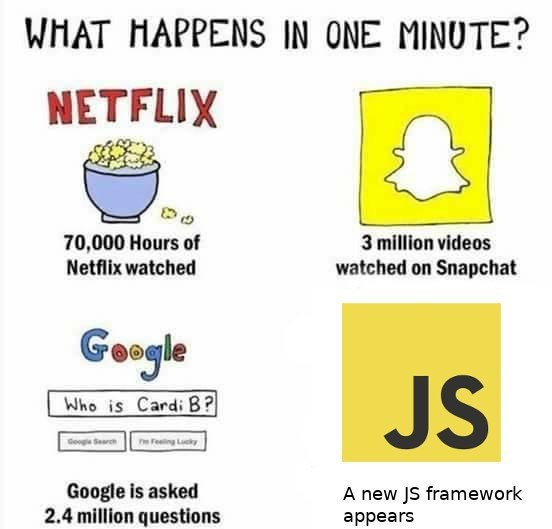 WHAT HAPPENS IN ONE MINUTE?
NETFLIX
70,000 Hours of
Netflix watched
3 million videos
watched on Snapchat
Google
Who is Cardi B?
Google Search
I'm Feeling Lucky
Google is asked
2.4 million questions
JS
A new JS framework
appears